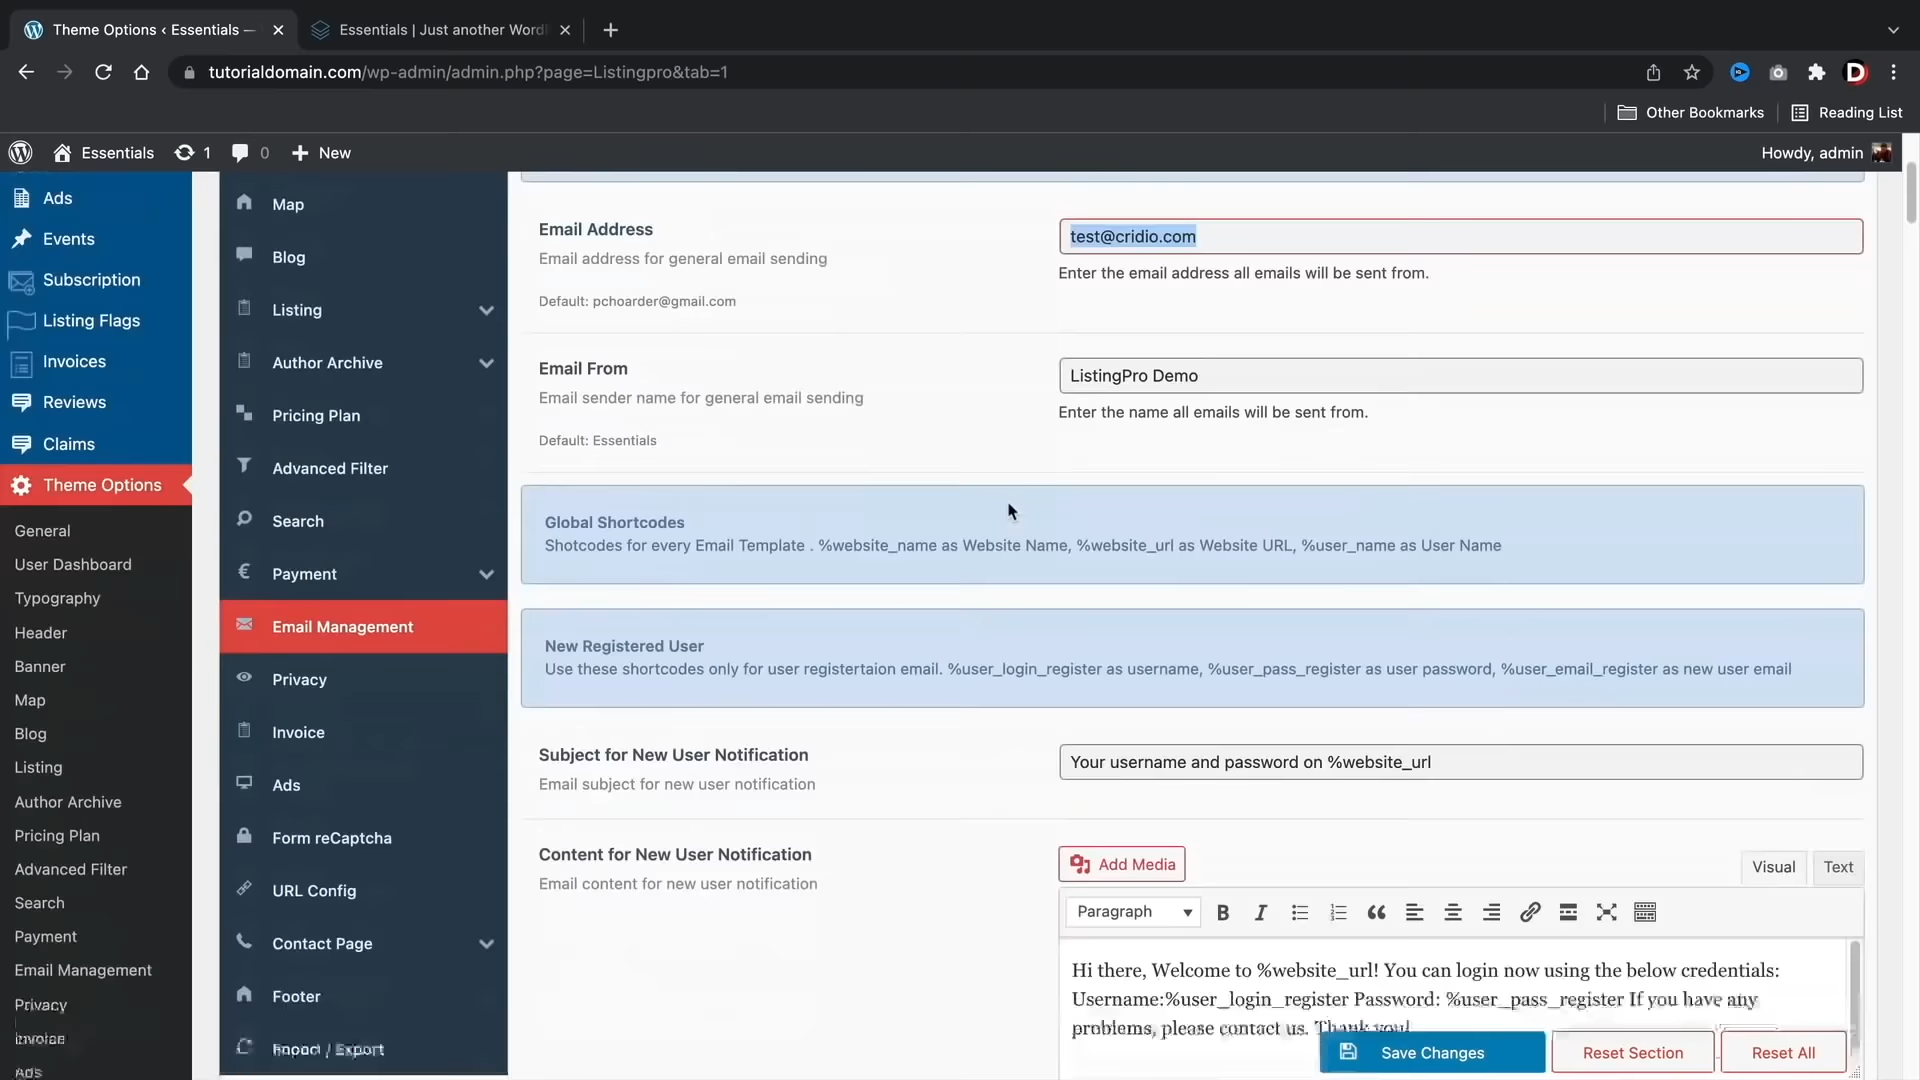 Theme Options ‹ Essentials —
Essentials | Just another Word
tutorialdomain.com/wp-admin/admin.php?page=Listingpro&tab=1
Other Bookmarks
Reading List
Essentials
1
0
New
Howdy, admin
Ads
Events
Subscription
Listing Flags
Invoices
Reviews
Claims
Theme Options
General
User Dashboard
Typography
Header
Banner
Map
Blog
Listing
Author Archive
Pricing Plan
Advanced Filter
Search
Payment
Email Management
Privacy
Invoice
Ads
Map
Blog
Listing
Author Archive
Pricing Plan
Advanced Filter
Search
Payment
Email Management
Privacy
Invoice
Ads
Form reCaptcha
URL Config
Contact Page
Footer
/ Export
Email Address
Email address for general email sending
Default: pchoarder@gmail.com
test@cridio.com
Enter the email address all emails will be sent from.
Email From
Email sender name for general email sending
Default: Essentials
ListingPro Demo
Enter the name all emails will be sent from.
Global Shortcodes
Shotcodes for every Email Template . %website_name as Website Name, %website_url as Website URL, %user_name as User Name
New Registered User
Use these shortcodes only for user registertaion email. %user_login_register as username, %user_pass_register as user password, %user_email_register as new user email
Subject for New User Notification
Email subject for new user notification
Your username and password on %website_url
Content for New User Notification
Email content for new user notification
Add Media
Visual
Text
Paragraph
Hi there, Welcome to %website_url! You can login now using the below credentials:
Username:%user_login_register Password: %user_pass_register If you have any
problems, please contact us. Thank you!
Save Changes
Reset Section
Reset All